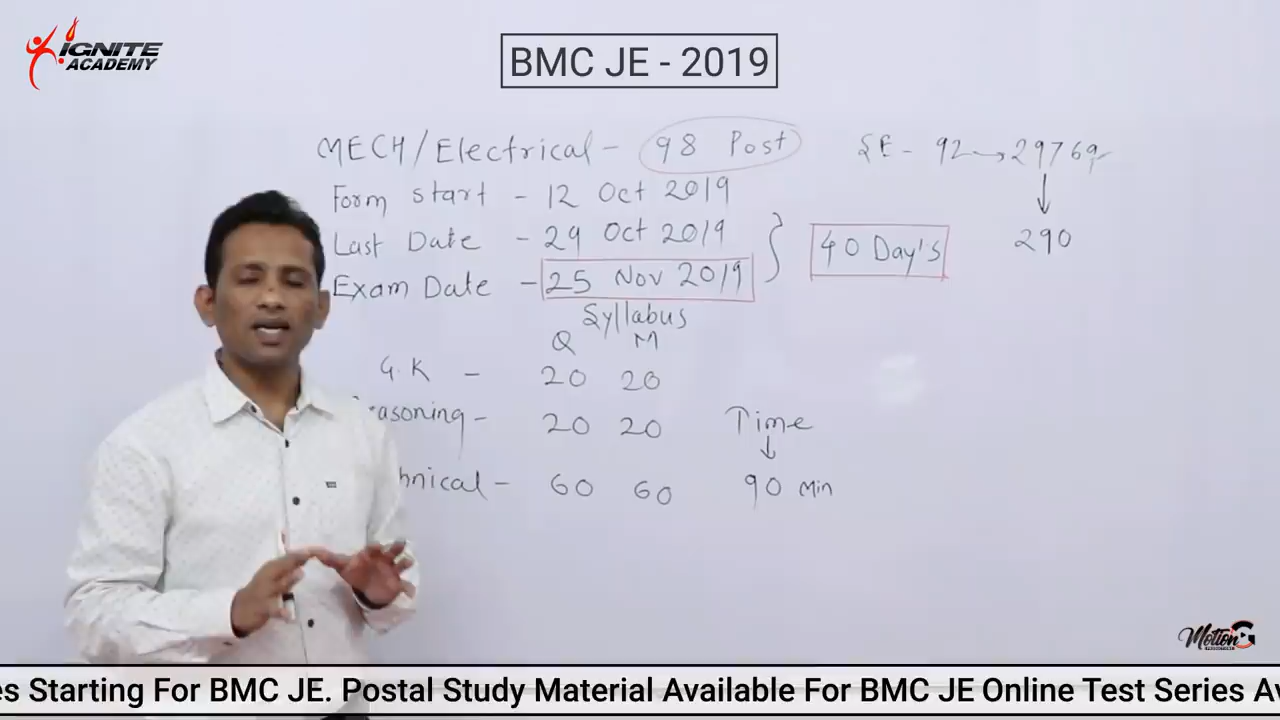 IGNITE
ACADEMY
BMC JE - 2019
MECH/Electrical - 98 Post
SE - 92 → 29769
↓
290
Form start - 12 Oct 2019
Last Date - 29 Oct 2019
Exam Date - 25 Nov 2019
} 40 Day's
Syllabus
Q M
G.K - 20 20
easoning - 20 20
hnical - 60 60
Time
↓
90 Min
Motion G
es Starting For BMC JE. Postal Study Material Available For BMC JE Online Test Series Av